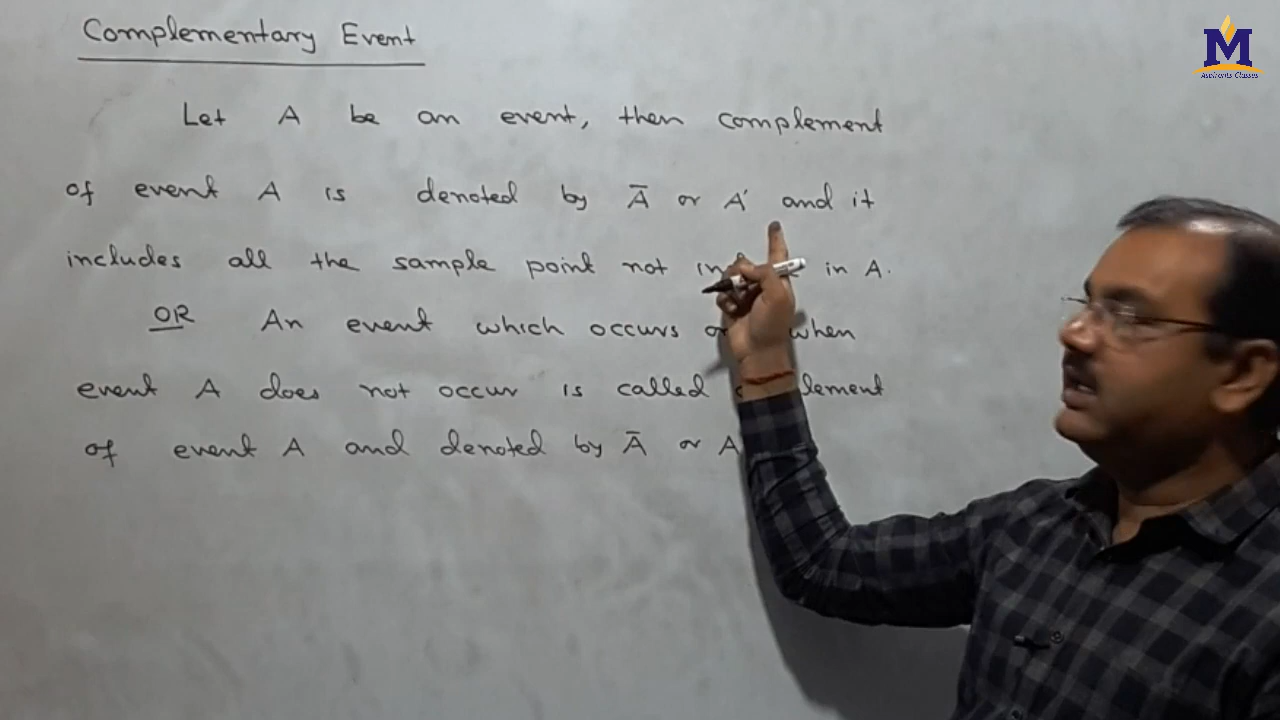 Complementary Event
M
Aspirants Classes
Let A be an event, then complement
of event A is denoted by Ā or A' and it
includes all the sample point not in A.
OR An event which occurs when
event A does not occur is called
of event A and denoted by Ā or A